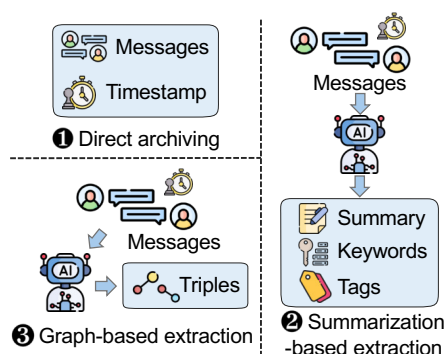 Messages
Timestamp
❶ Direct archiving
Messages
AI
Triples
❸ Graph-based extraction
Messages
AI
Summary
Keywords
Tags
❷ Summarization
-based extraction